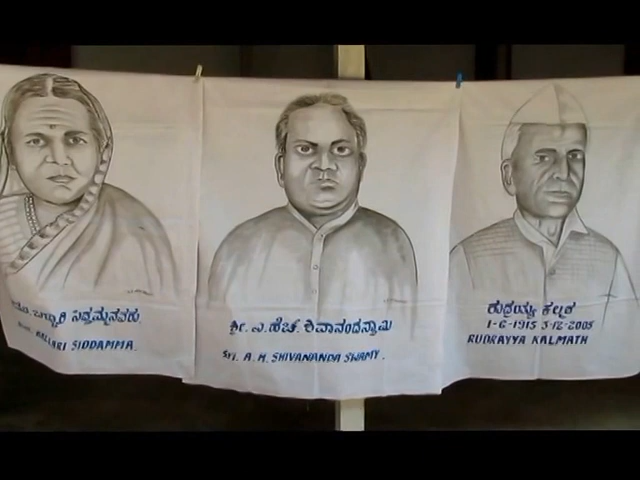 ಬಳ್ಳಾರಿ ಸಿದ್ದಮ್ಮನವರು.
BALLARI SIDDAMMA.
ಶ್ರೀ. ಎ. ಹೆಚ್. ಶಿವಾನಂದಸ್ವಾಮಿ
Sri. A. H. SHIVANANDA SWAMY.
ರುದ್ರಯ್ಯ ಕಲ್ಮಠ
1-6-1915 3-12-2005
RUDRAYYA KALMATH